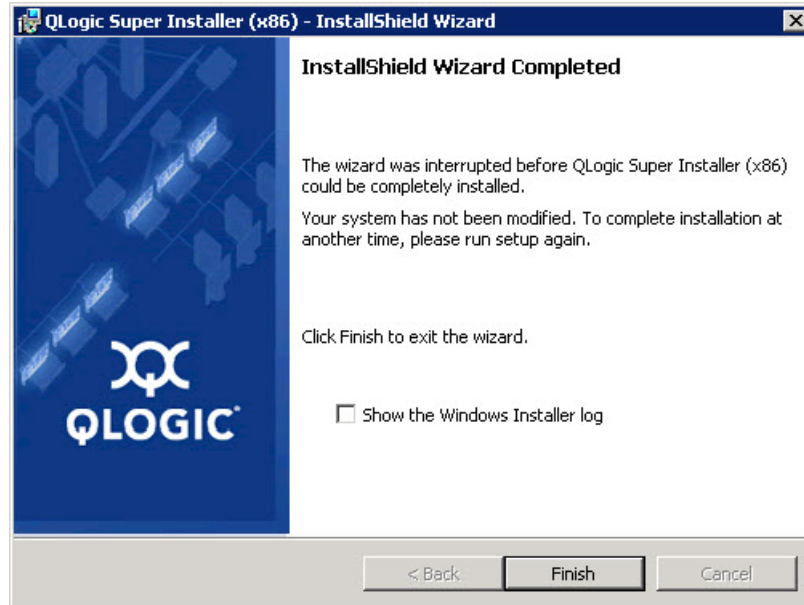 QLogic Super Installer (x86) - InstallShield Wizard
InstallShield Wizard Completed
The wizard was interrupted before QLogic Super Installer (x86)
could be completely installed.
Your system has not been modified. To complete installation at
another time, please run setup again.
Click Finish to exit the wizard.
QLOGIC
Show the Windows Installer log
< Back
Finish
Cancel